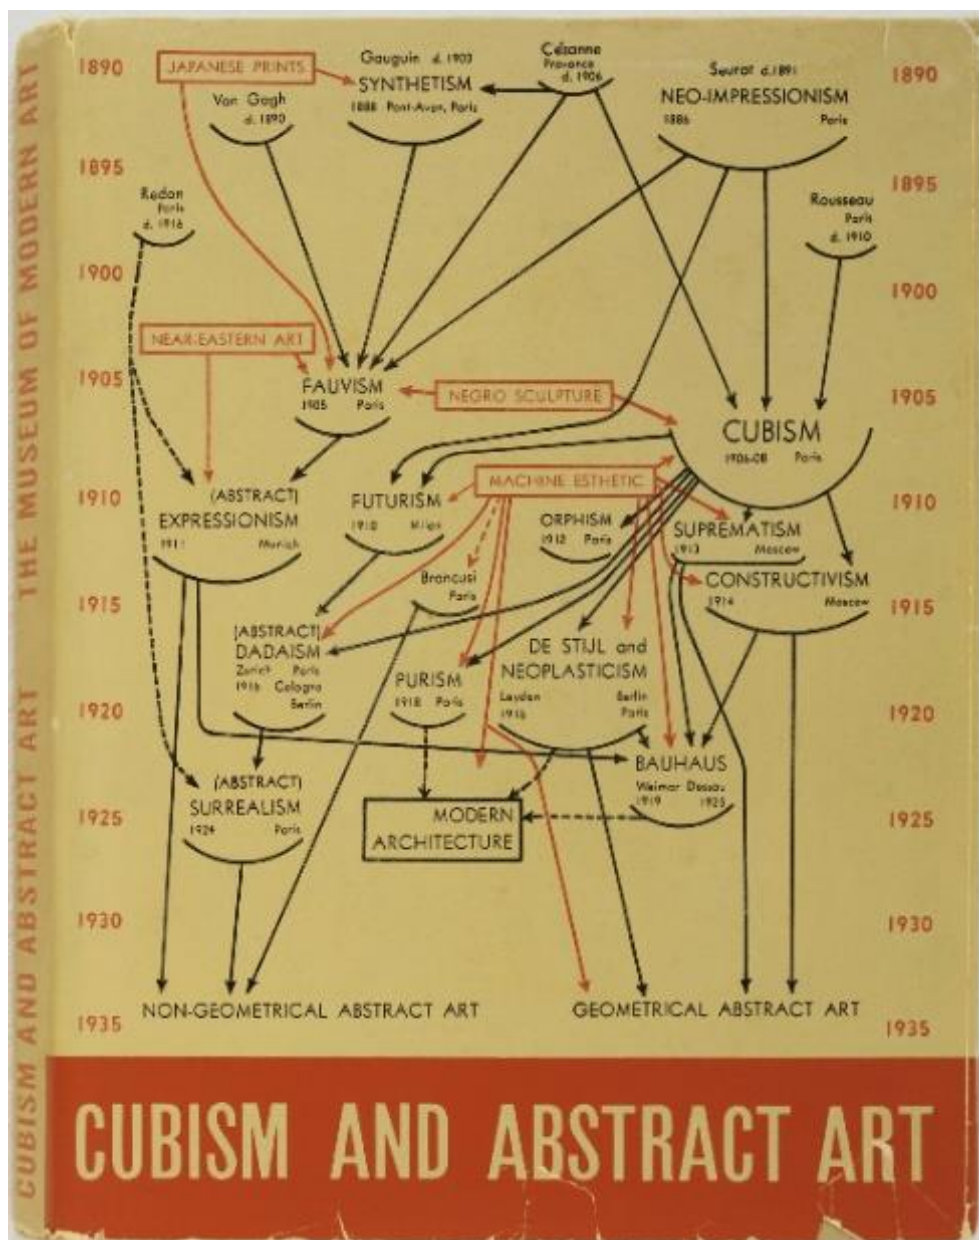 CUBISM AND ABSTRACT ART THE MUSEUM OF MODERN ART
1890
JAPANESE PRINTS
Gauguin d. 1903
SYNTHETISM
1888 Pont-Aven, Paris
Cézanne
Provence
d. 1906
Seurat d.1891
NEO-IMPRESSIONISM
1886 Paris
1890
Van Gogh
d. 1890
1895
1895
Redon
Paris
d. 1916
Rousseau
Paris
d. 1910
1900
1900
NEAR-EASTERN ART
1905
FAUVISM
1905 Paris
NEGRO SCULPTURE
1905
CUBISM
1906-08 Paris
MACHINE ESTHETIC
1910
(ABSTRACT)
EXPRESSIONISM
1911 Munich
FUTURISM
1910 Milan
ORPHISM
1912 Paris
SUPREMATISM
1913 Moscow
1910
Brancusi
Paris
CONSTRUCTIVISM
1914 Moscow
1915
1915
(ABSTRACT)
DADAISM
Zurich Paris
1916 Cologne
Berlin
PURISM
1918 Paris
DE STIJL and
NEOPLASTICISM
Leyden Berlin
1916 Paris
1920
1920
BAUHAUS
Weimar Dessau
1919 1925
(ABSTRACT)
SURREALISM
1924 Paris
1925
MODERN
ARCHITECTURE
1925
1930
1930
NON-GEOMETRICAL ABSTRACT ART
GEOMETRICAL ABSTRACT ART
1935
1935
CUBISM AND ABSTRACT ART